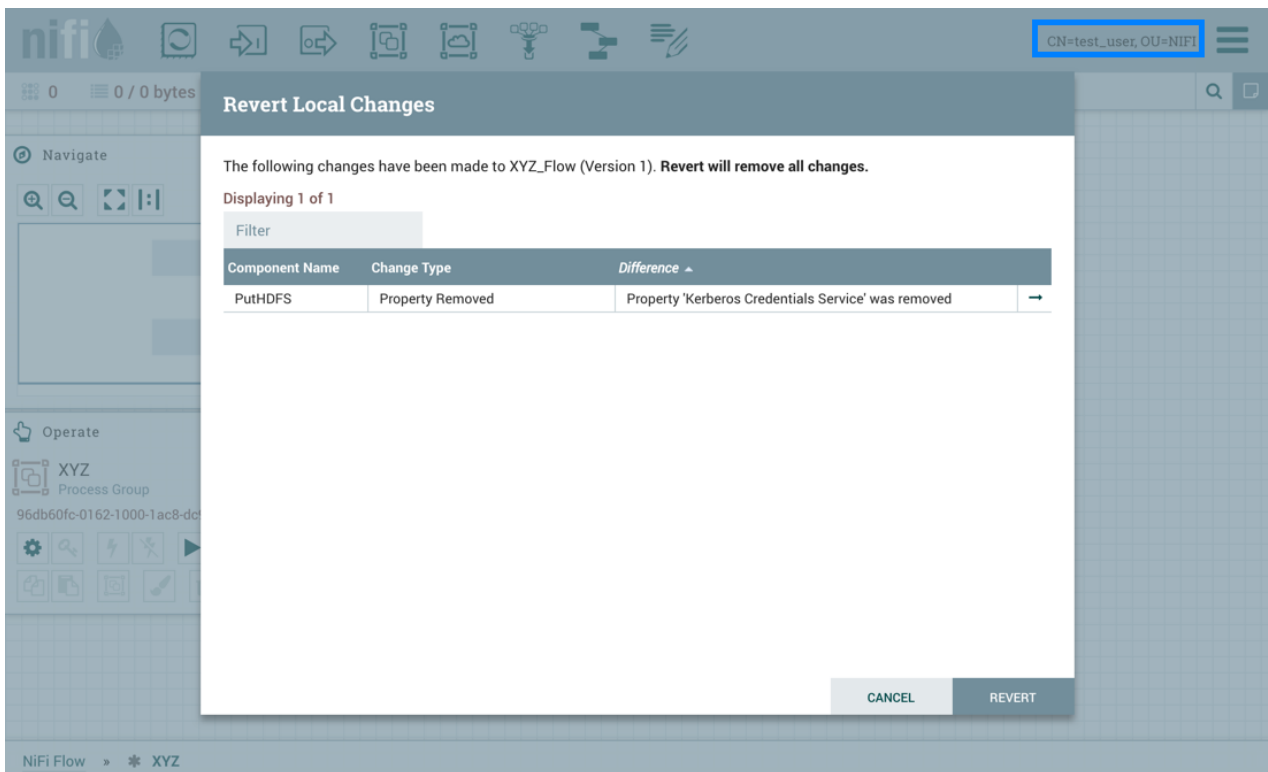 nifi
CN=test_user, OU=NIFI
0 0 / 0 bytes
Revert Local Changes
Navigate
The following changes have been made to XYZ_Flow (Version 1). Revert will remove all changes.
Displaying 1 of 1
Filter
Component Name Change Type Difference
PutHDFS Property Removed Property 'Kerberos Credentials Service' was removed
Operate
XYZ
Process Group
96db60fc-0162-1000-1ac8-dc
CANCEL REVERT
NiFi Flow » XYZ